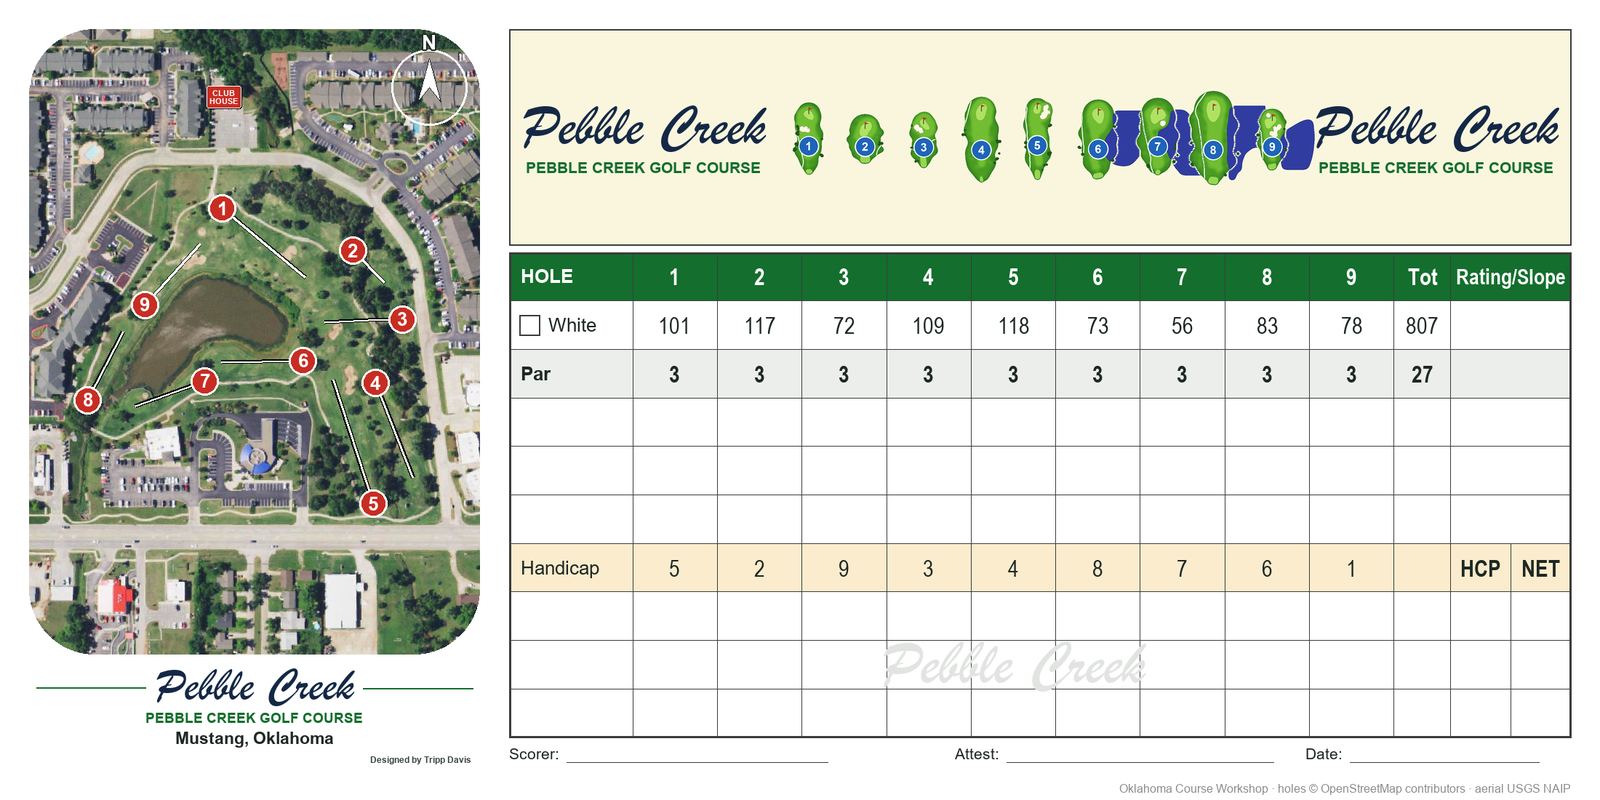 N
CLUB
HOUSE
1
2
3
4
5
6
7
8
9
Pebble Creek
PEBBLE CREEK GOLF COURSE
Mustang, Oklahoma
Designed by Tripp Davis
Pebble Creek
PEBBLE CREEK GOLF COURSE
1 2 3 4 5 6 7 8 9
Pebble Creek
PEBBLE CREEK GOLF COURSE
HOLE 1 2 3 4 5 6 7 8 9 Tot Rating/Slope
White 101 117 72 109 118 73 56 83 78 807
Par 3 3 3 3 3 3 3 3 3 27
Handicap 5 2 9 3 4 8 7 6 1 HCP NET
Pebble Creek
Scorer: Attest: Date:
Oklahoma Course Workshop · holes © OpenStreetMap contributors · aerial USGS NAIP